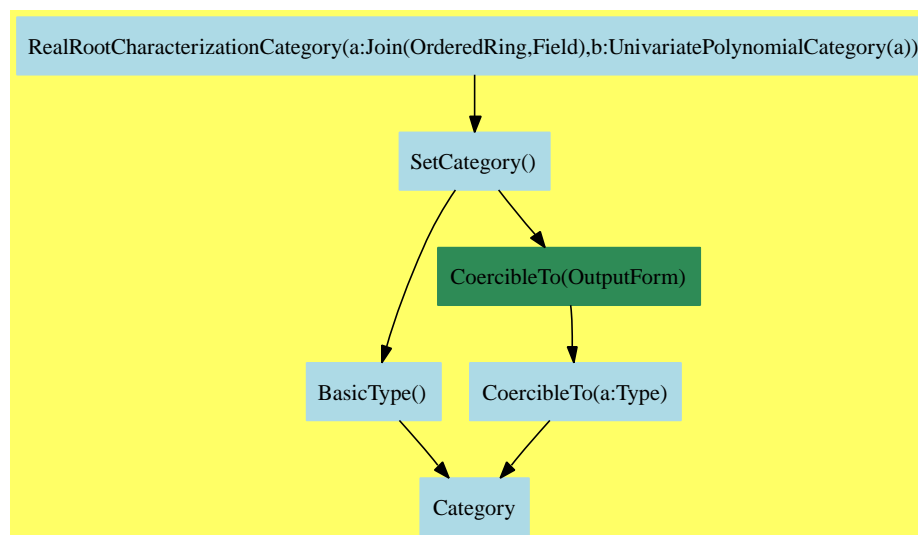 RealRootCharacterizationCategory(a:Join(OrderedRing,Field),b:UnivariatePolynomialCategory(a))
SetCategory()
CoercibleTo(OutputForm)
BasicType()
CoercibleTo(a:Type)
Category